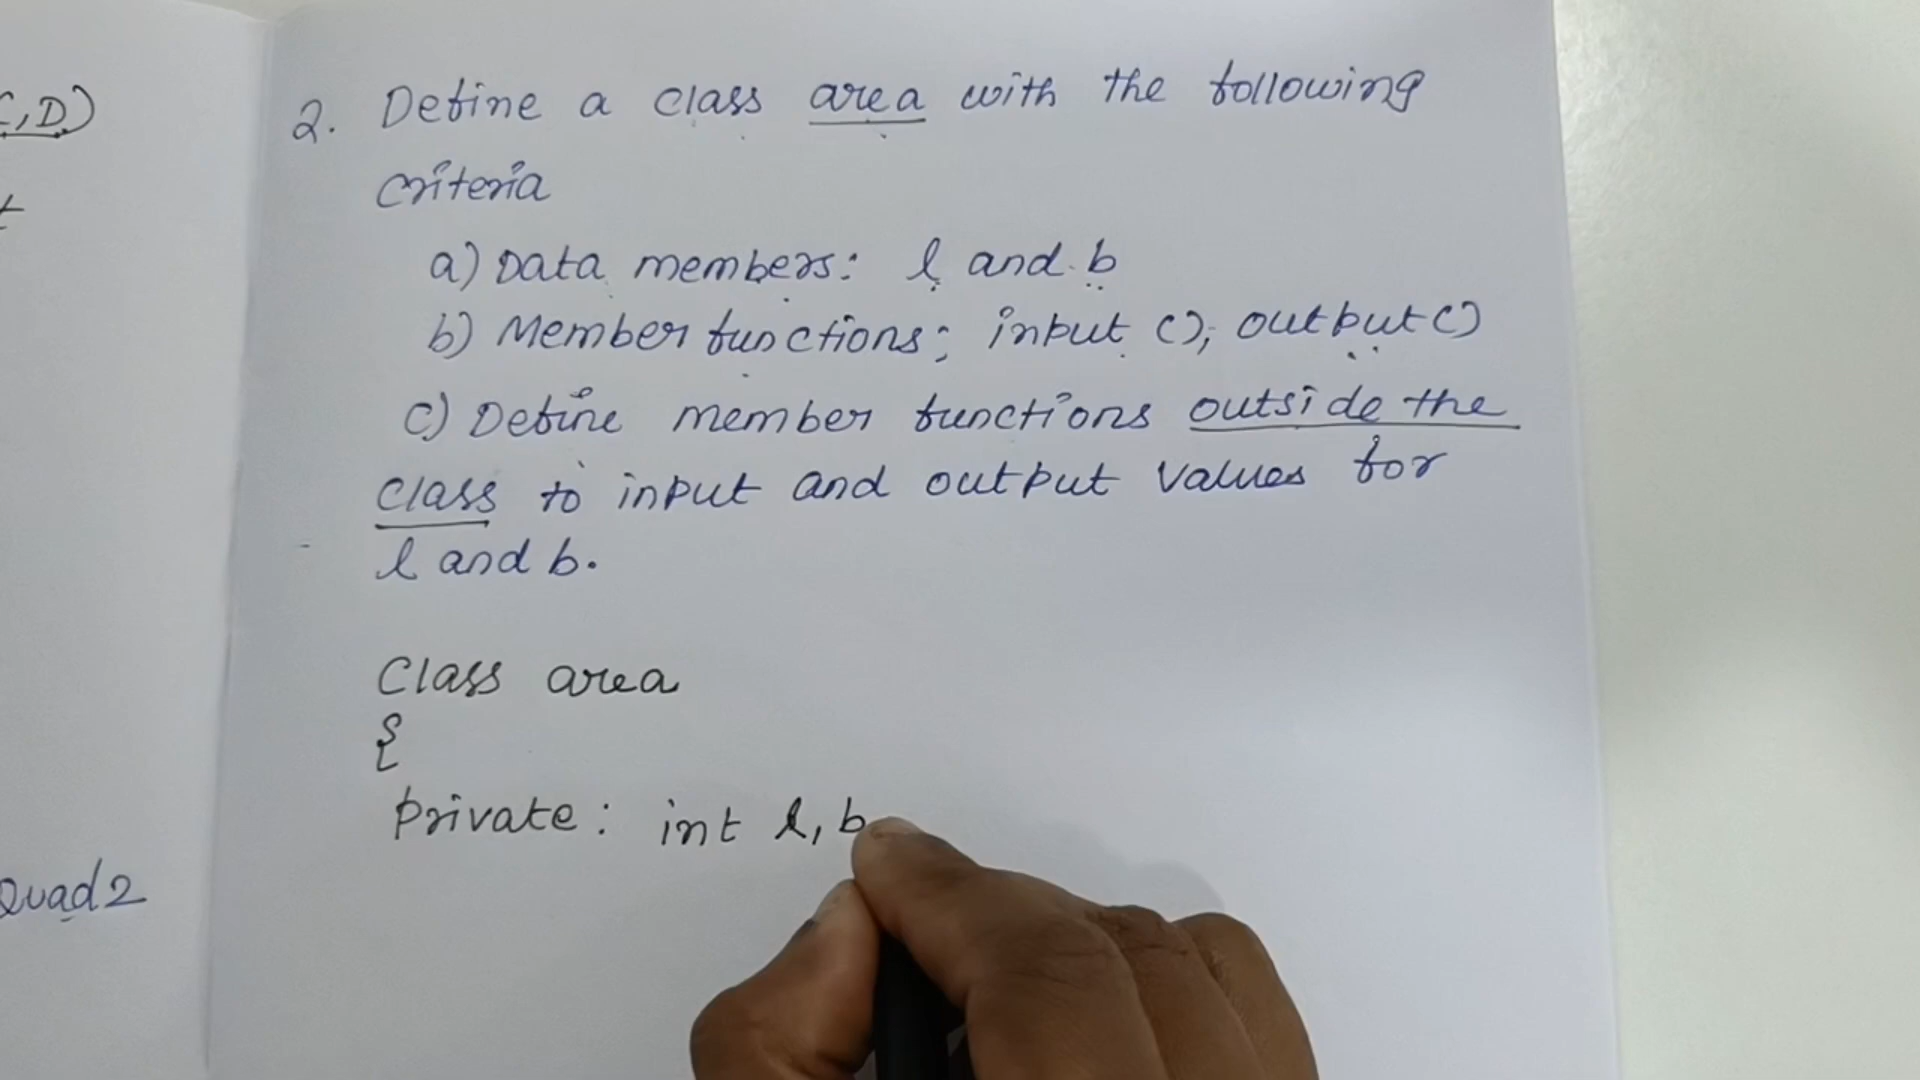 C,D)
2. Define a class area with the following
criteria
a) Data members: l and b
b) Member functions: input (), output ()
c) Define member functions outside the
class to input and output values for
l and b.
Class area
{
private: int l, b
Quad2